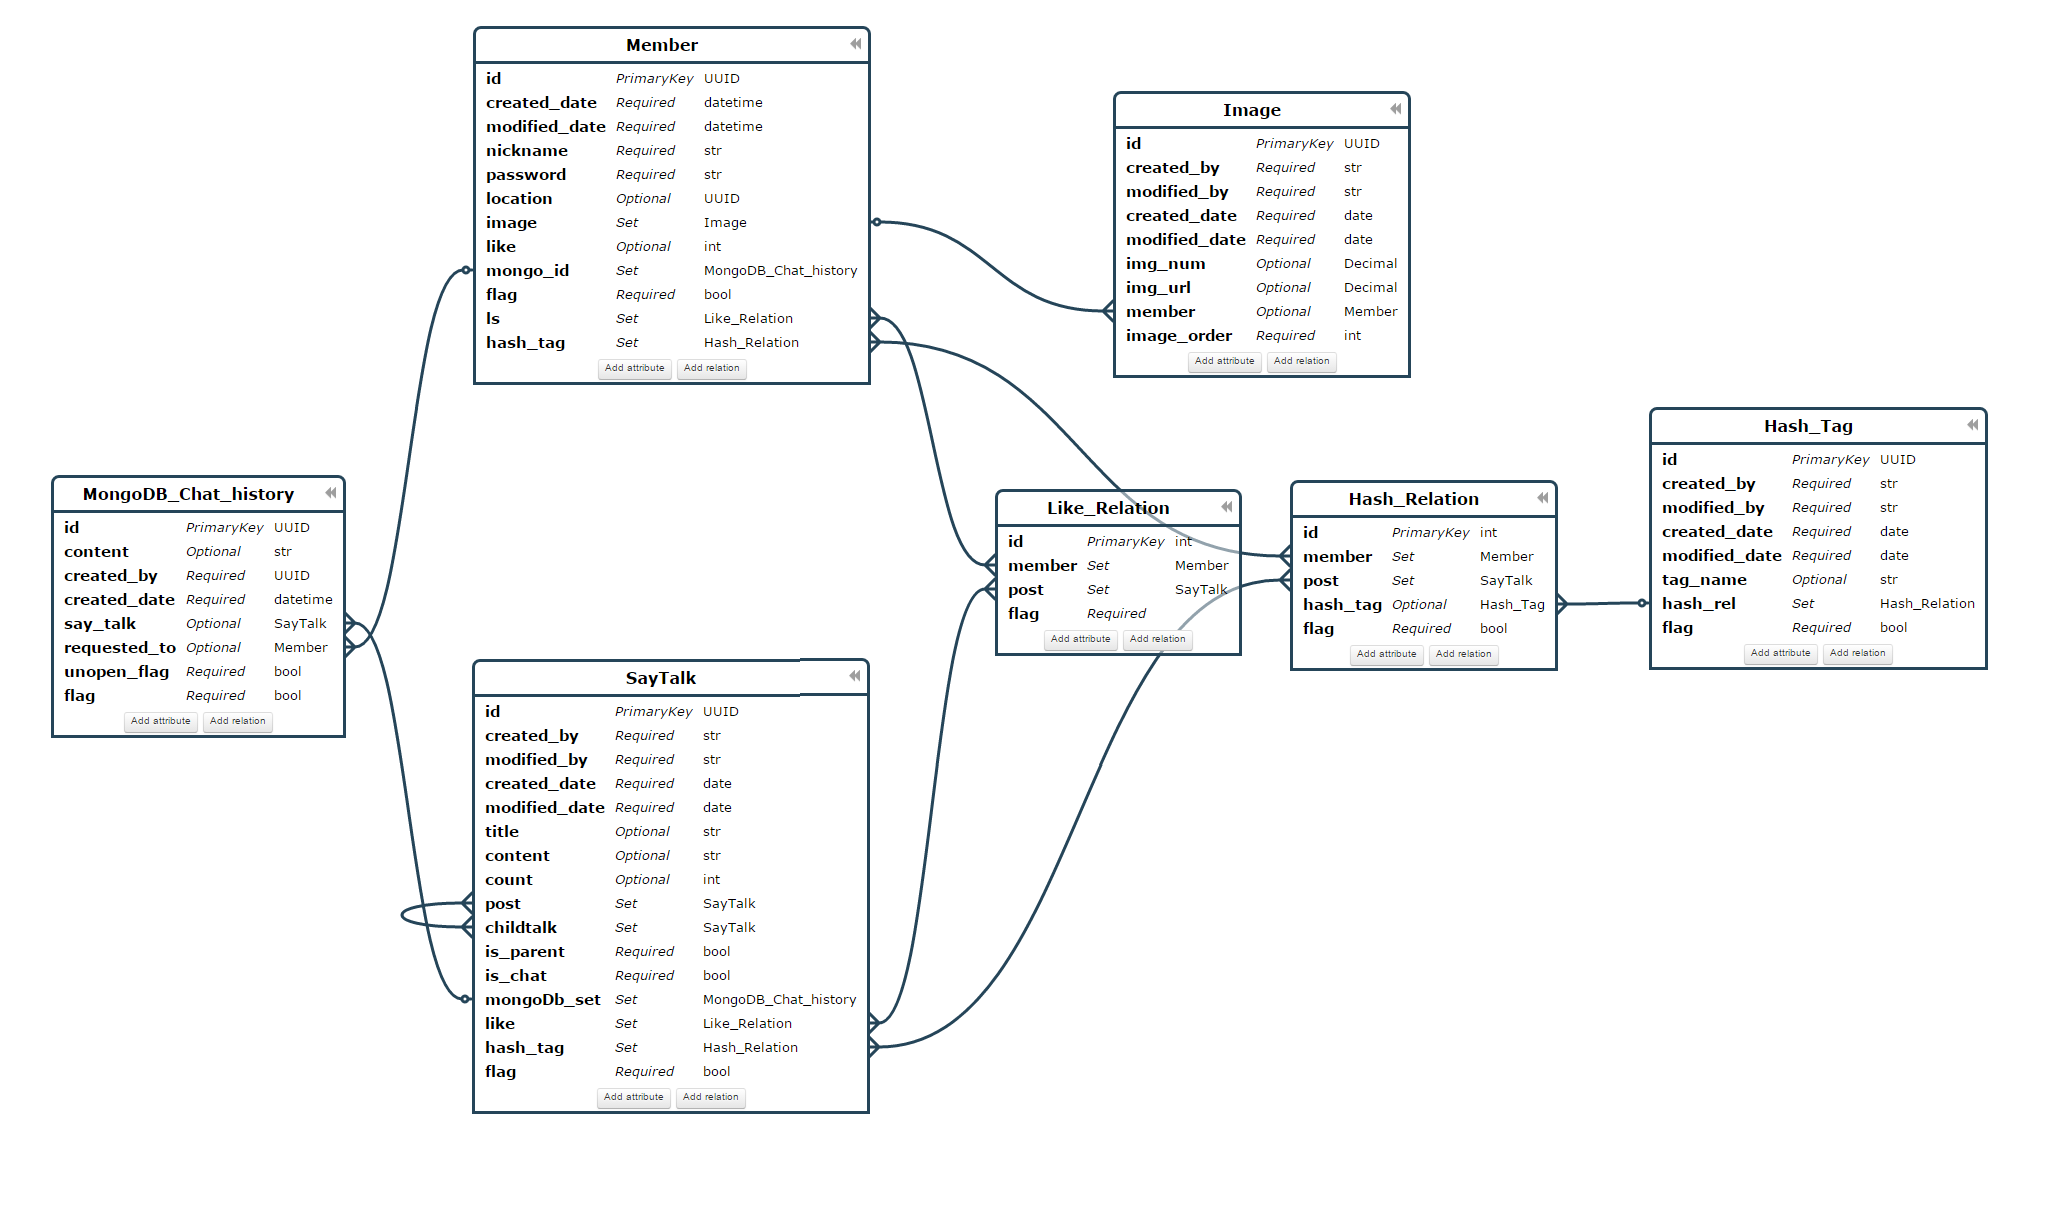 Member
id PrimaryKey UUID
created_date Required datetime
modified_date Required datetime
nickname Required str
password Required str
location Optional UUID
image Set Image
like Optional int
mongo_id Set MongoDB_Chat_history
flag Required bool
ls Set Like_Relation
hash_tag Set Hash_Relation
Add attribute Add relation
Image
id PrimaryKey UUID
created_by Required str
modified_by Required str
created_date Required date
modified_date Required date
img_num Optional Decimal
img_url Optional Decimal
member Optional Member
image_order Required int
Add attribute Add relation
MongoDB_Chat_history
id PrimaryKey UUID
content Optional str
created_by Required UUID
created_date Required datetime
say_talk Optional SayTalk
requested_to Optional Member
unopen_flag Required bool
flag Required bool
Add attribute Add relation
Like_Relation
id PrimaryKey int
member Set Member
post Set SayTalk
flag Required
Add attribute Add relation
Hash_Relation
id PrimaryKey int
member Set Member
post Set SayTalk
hash_tag Optional Hash_Tag
flag Required bool
Add attribute Add relation
Hash_Tag
id PrimaryKey UUID
created_by Required str
modified_by Required str
created_date Required date
modified_date Required date
tag_name Optional str
hash_rel Set Hash_Relation
flag Required bool
Add attribute Add relation
SayTalk
id PrimaryKey UUID
created_by Required str
modified_by Required str
created_date Required date
modified_date Required date
title Optional str
content Optional str
count Optional int
post Set SayTalk
childtalk Set SayTalk
is_parent Required bool
is_chat Required bool
mongoDb_set Set MongoDB_Chat_history
like Set Like_Relation
hash_tag Set Hash_Relation
flag Required bool
Add attribute Add relation